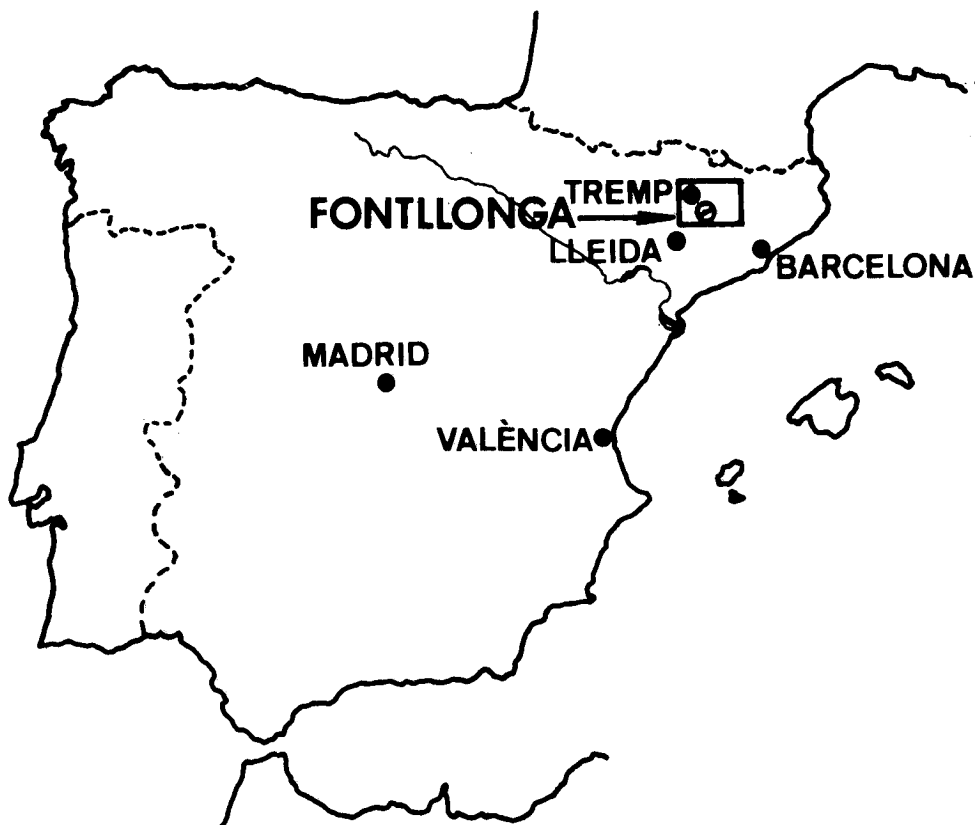 TREMP
FONTLLONGA
LLEIDA
BARCELONA
MADRID
VALÈNCIA